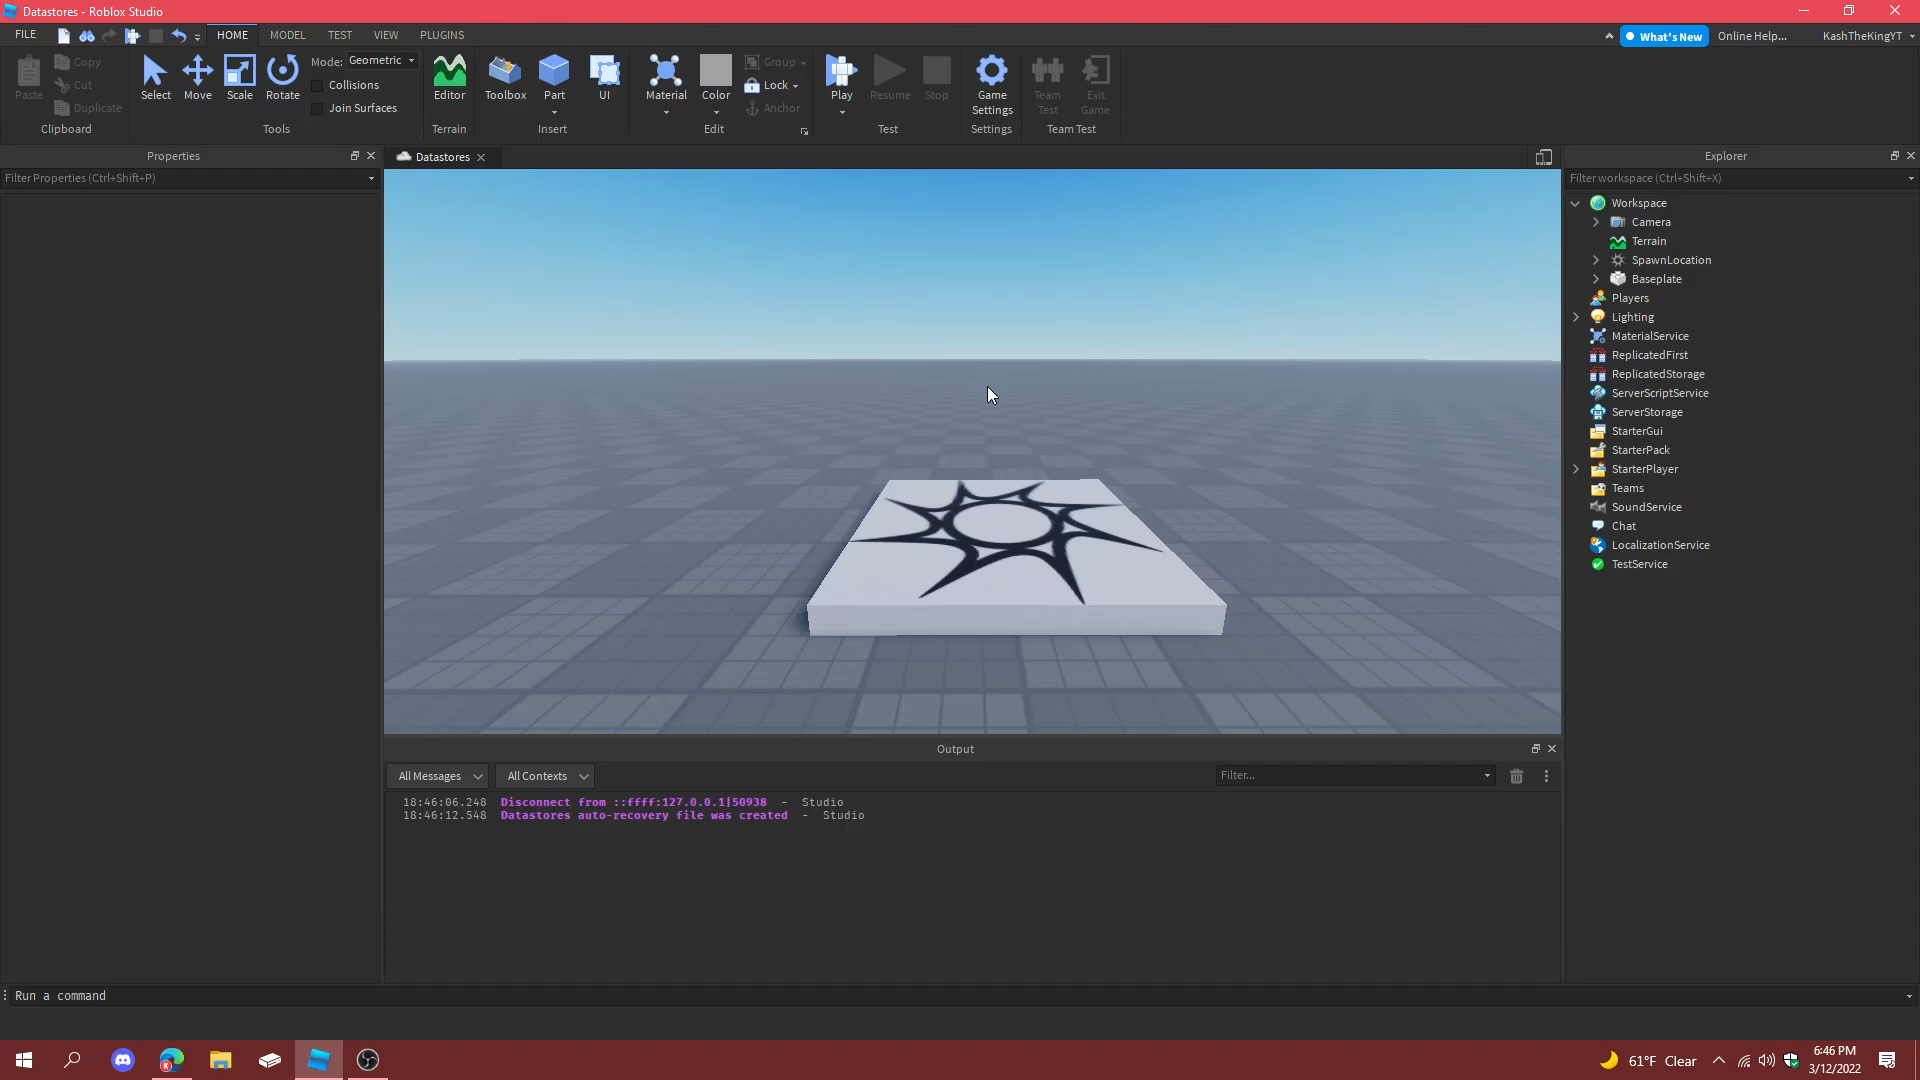 Datastores - Roblox Studio
FILE HOME MODEL TEST VIEW PLUGINS What's New Online Help... KashTheKingYT
Paste Copy Cut Duplicate Clipboard
Select Move Scale Rotate Mode: Geometric Collisions Join Surfaces Tools
Editor Terrain
Toolbox Part UI Insert
Material Color Group Lock Anchor Edit
Play Resume Stop Test
Game Settings Settings
Team Test Exit Game Team Test
Properties
Filter Properties (Ctrl+Shift+P)
Datastores
Explorer
Filter workspace (Ctrl+Shift+X)
Workspace
Camera
Terrain
SpawnLocation
Baseplate
Players
Lighting
MaterialService
ReplicatedFirst
ReplicatedStorage
ServerScriptService
ServerStorage
StarterGui
StarterPack
StarterPlayer
Teams
SoundService
Chat
LocalizationService
TestService
Output
All Messages All Contexts Filter...
18:46:06.248 Disconnect from ::ffff:127.0.0.1|50938 - Studio
18:46:12.548 Datastores auto-recovery file was created - Studio
Run a command
61°F Clear
6:46 PM
3/12/2022